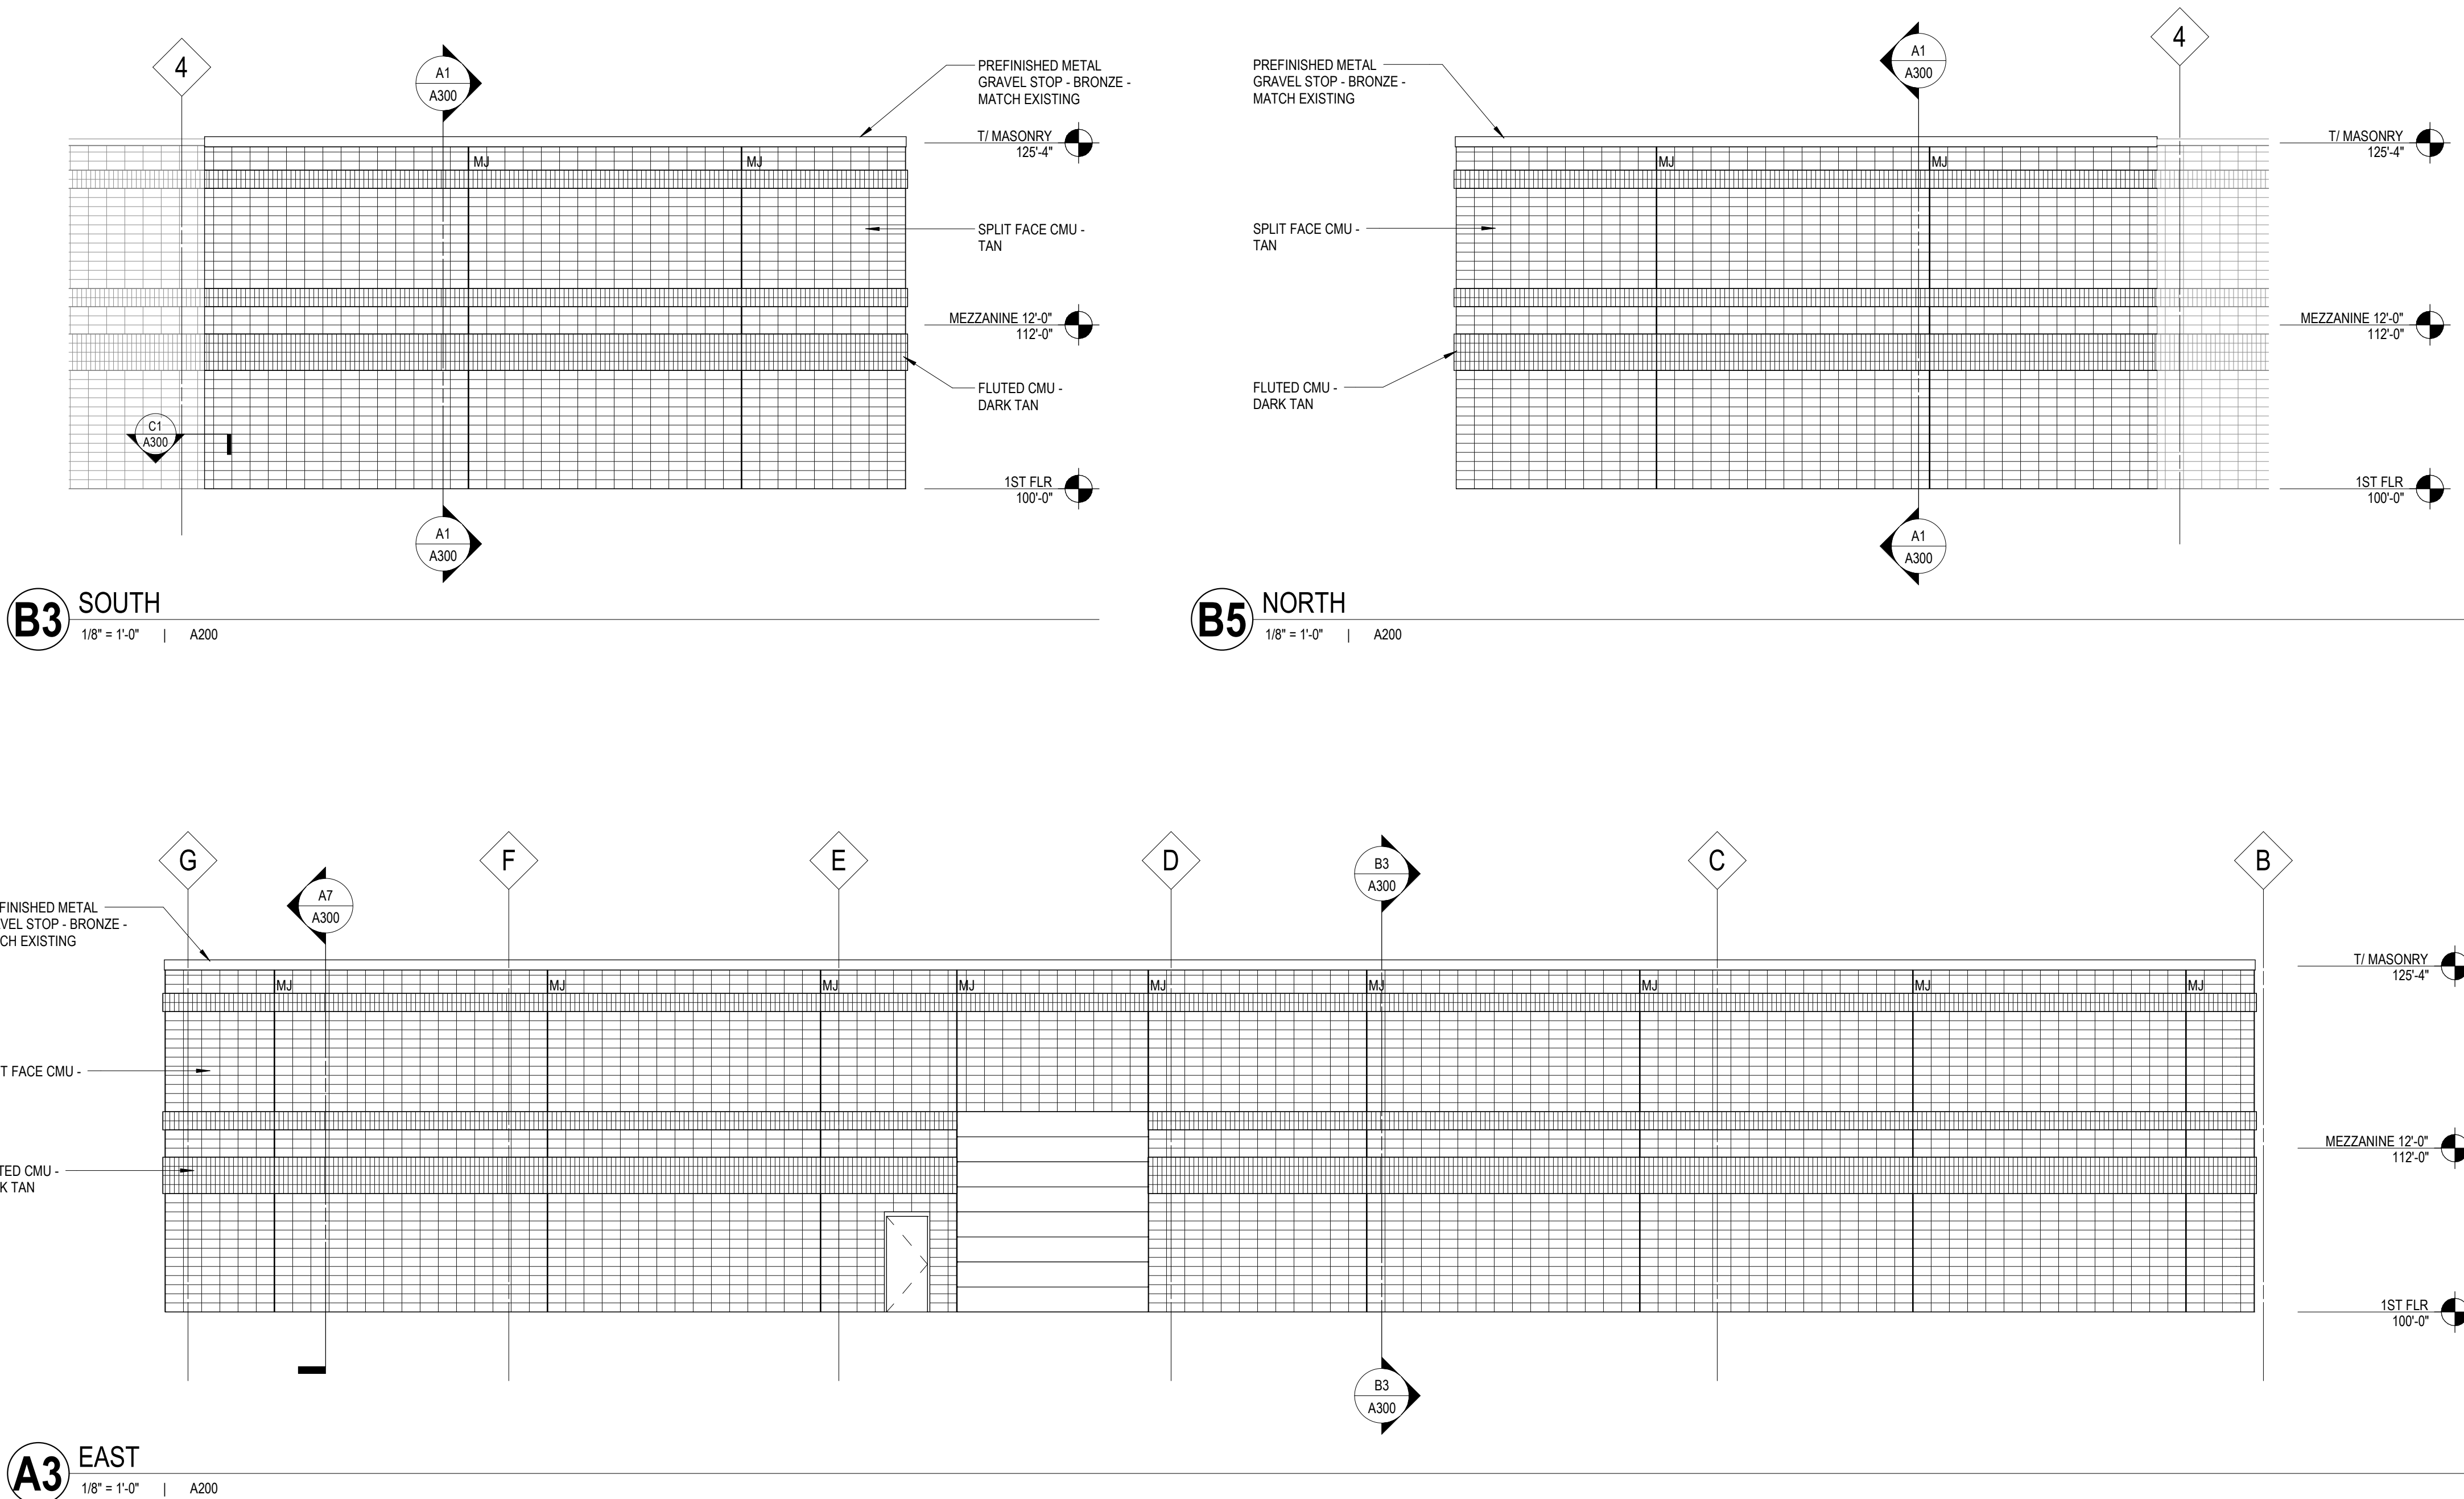 4
A1
A300
PREFINISHED METAL
GRAVEL STOP - BRONZE -
MATCH EXISTING
T/ MASONRY
125'-4"
MJ
MJ
SPLIT FACE CMU -
TAN
MEZZANINE 12'-0"
112'-0"
FLUTED CMU -
DARK TAN
C1
A300
1ST FLR
100'-0"
A1
A300
B3
SOUTH
1/8" = 1'-0" | A200
PREFINISHED METAL
GRAVEL STOP - BRONZE -
MATCH EXISTING
A1
A300
4
T/ MASONRY
125'-4"
MJ
MJ
SPLIT FACE CMU -
TAN
MEZZANINE 12'-0"
112'-0"
FLUTED CMU -
DARK TAN
1ST FLR
100'-0"
A1
A300
B5
NORTH
1/8" = 1'-0" | A200
G
F
E
D
C
B
A7
A300
B3
A300
FINISHED METAL
VEL STOP - BRONZE -
CH EXISTING
T/ MASONRY
125'-4"
MJ
MJ
MJ
MJ
MJ
MJ
MJ
MJ
MJ
T FACE CMU -
MEZZANINE 12'-0"
112'-0"
TED CMU -
K TAN
1ST FLR
100'-0"
B3
A300
A3
EAST
1/8" = 1'-0" | A200